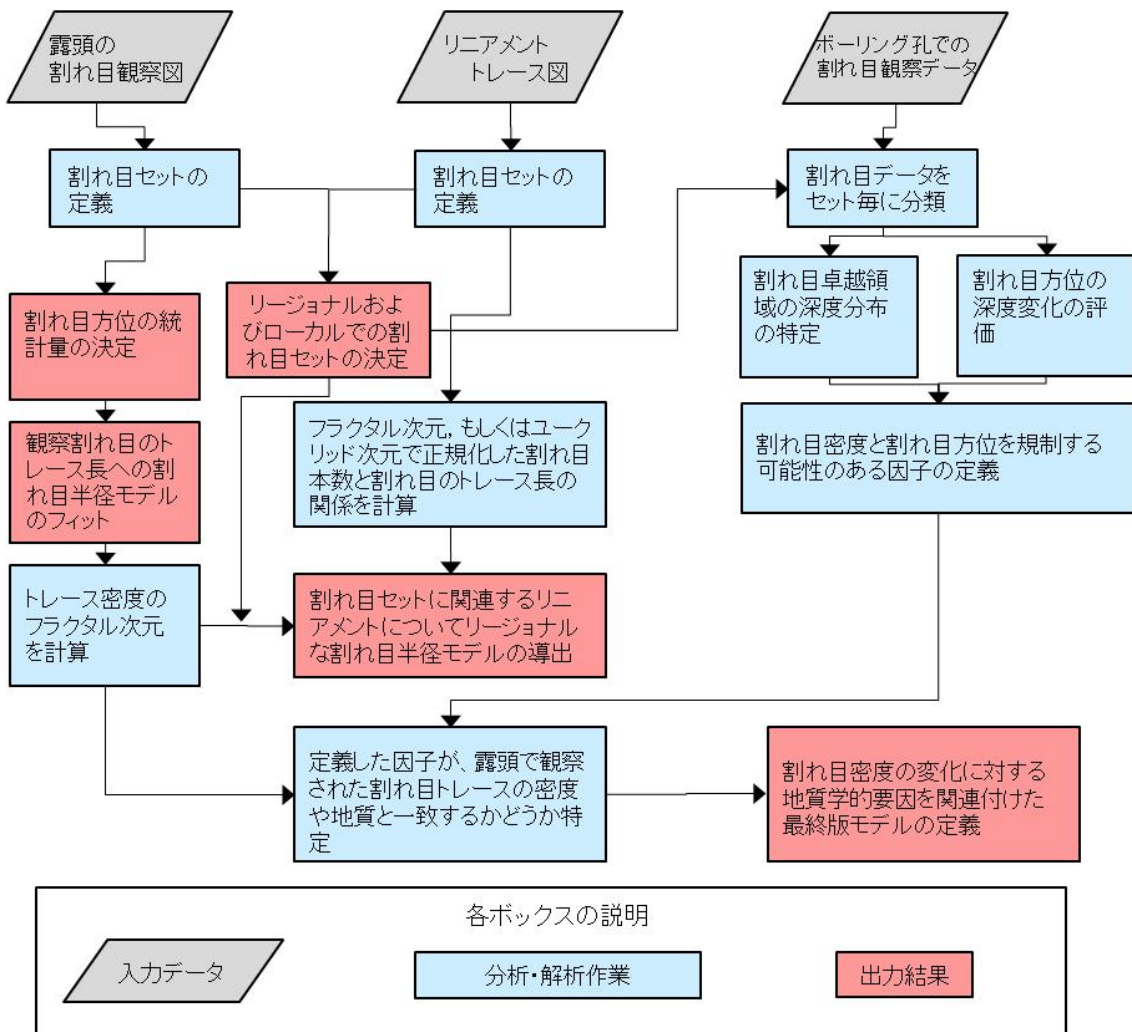 露頭の
割れ目観察図
リニアメント
トレース図
ボーリング孔での
割れ目観察データ
割れ目セットの
定義
割れ目セットの
定義
割れ目データを
セット毎に分類
割れ目方位の統
計量の決定
リージョナルおよ
びローカルでの割
れ目セットの決定
割れ目卓越領
域の深度分布
の特定
割れ目方位の
深度変化の評
価
観察割れ目のト
レース長への割
れ目半径モデル
のフィット
フラクタル次元,もしくはユーク
リッド次元で正規化した割れ目
本数と割れ目のトレース長の
関係を計算
割れ目密度と割れ目方位を規制する
可能性のある因子の定義
トレース密度の
フラクタル次元
を計算
割れ目セットに関連するリニ
アメントについてリージョナル
な割れ目半径モデルの導出
定義した因子が、露頭で観察
された割れ目トレースの密度
や地質と一致するかどうか特
定
割れ目密度の変化に対する
地質学的要因を関連付けた
最終版モデルの定義
各ボックスの説明
入力データ
分析・解析作業
出力結果